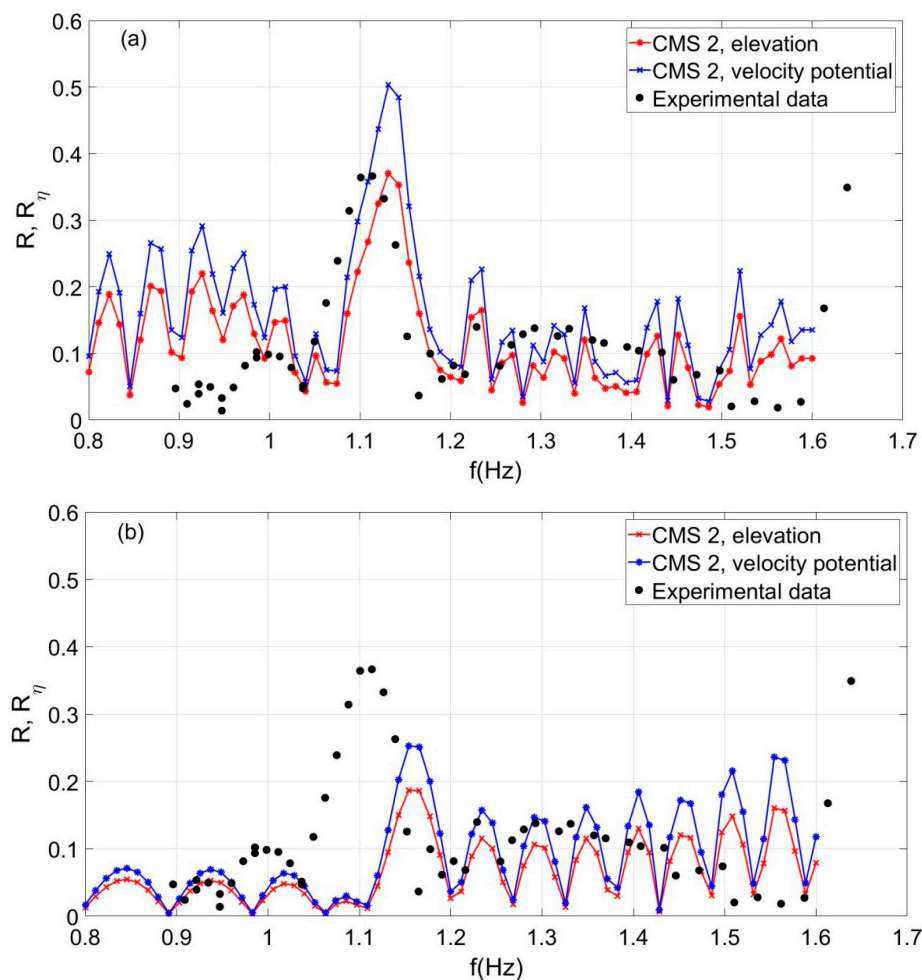 (a)
CMS 2, elevation
CMS 2, velocity potential
Experimental data
R, R_η
0.6
0.5
0.4
0.3
0.2
0.1
0
0.8 0.9 1 1.1 1.2 1.3 1.4 1.5 1.6 1.7
f(Hz)
(b)
CMS 2, elevation
CMS 2, velocity potential
Experimental data
R, R_η
0.6
0.5
0.4
0.3
0.2
0.1
0
0.8 0.9 1 1.1 1.2 1.3 1.4 1.5 1.6 1.7
f(Hz)